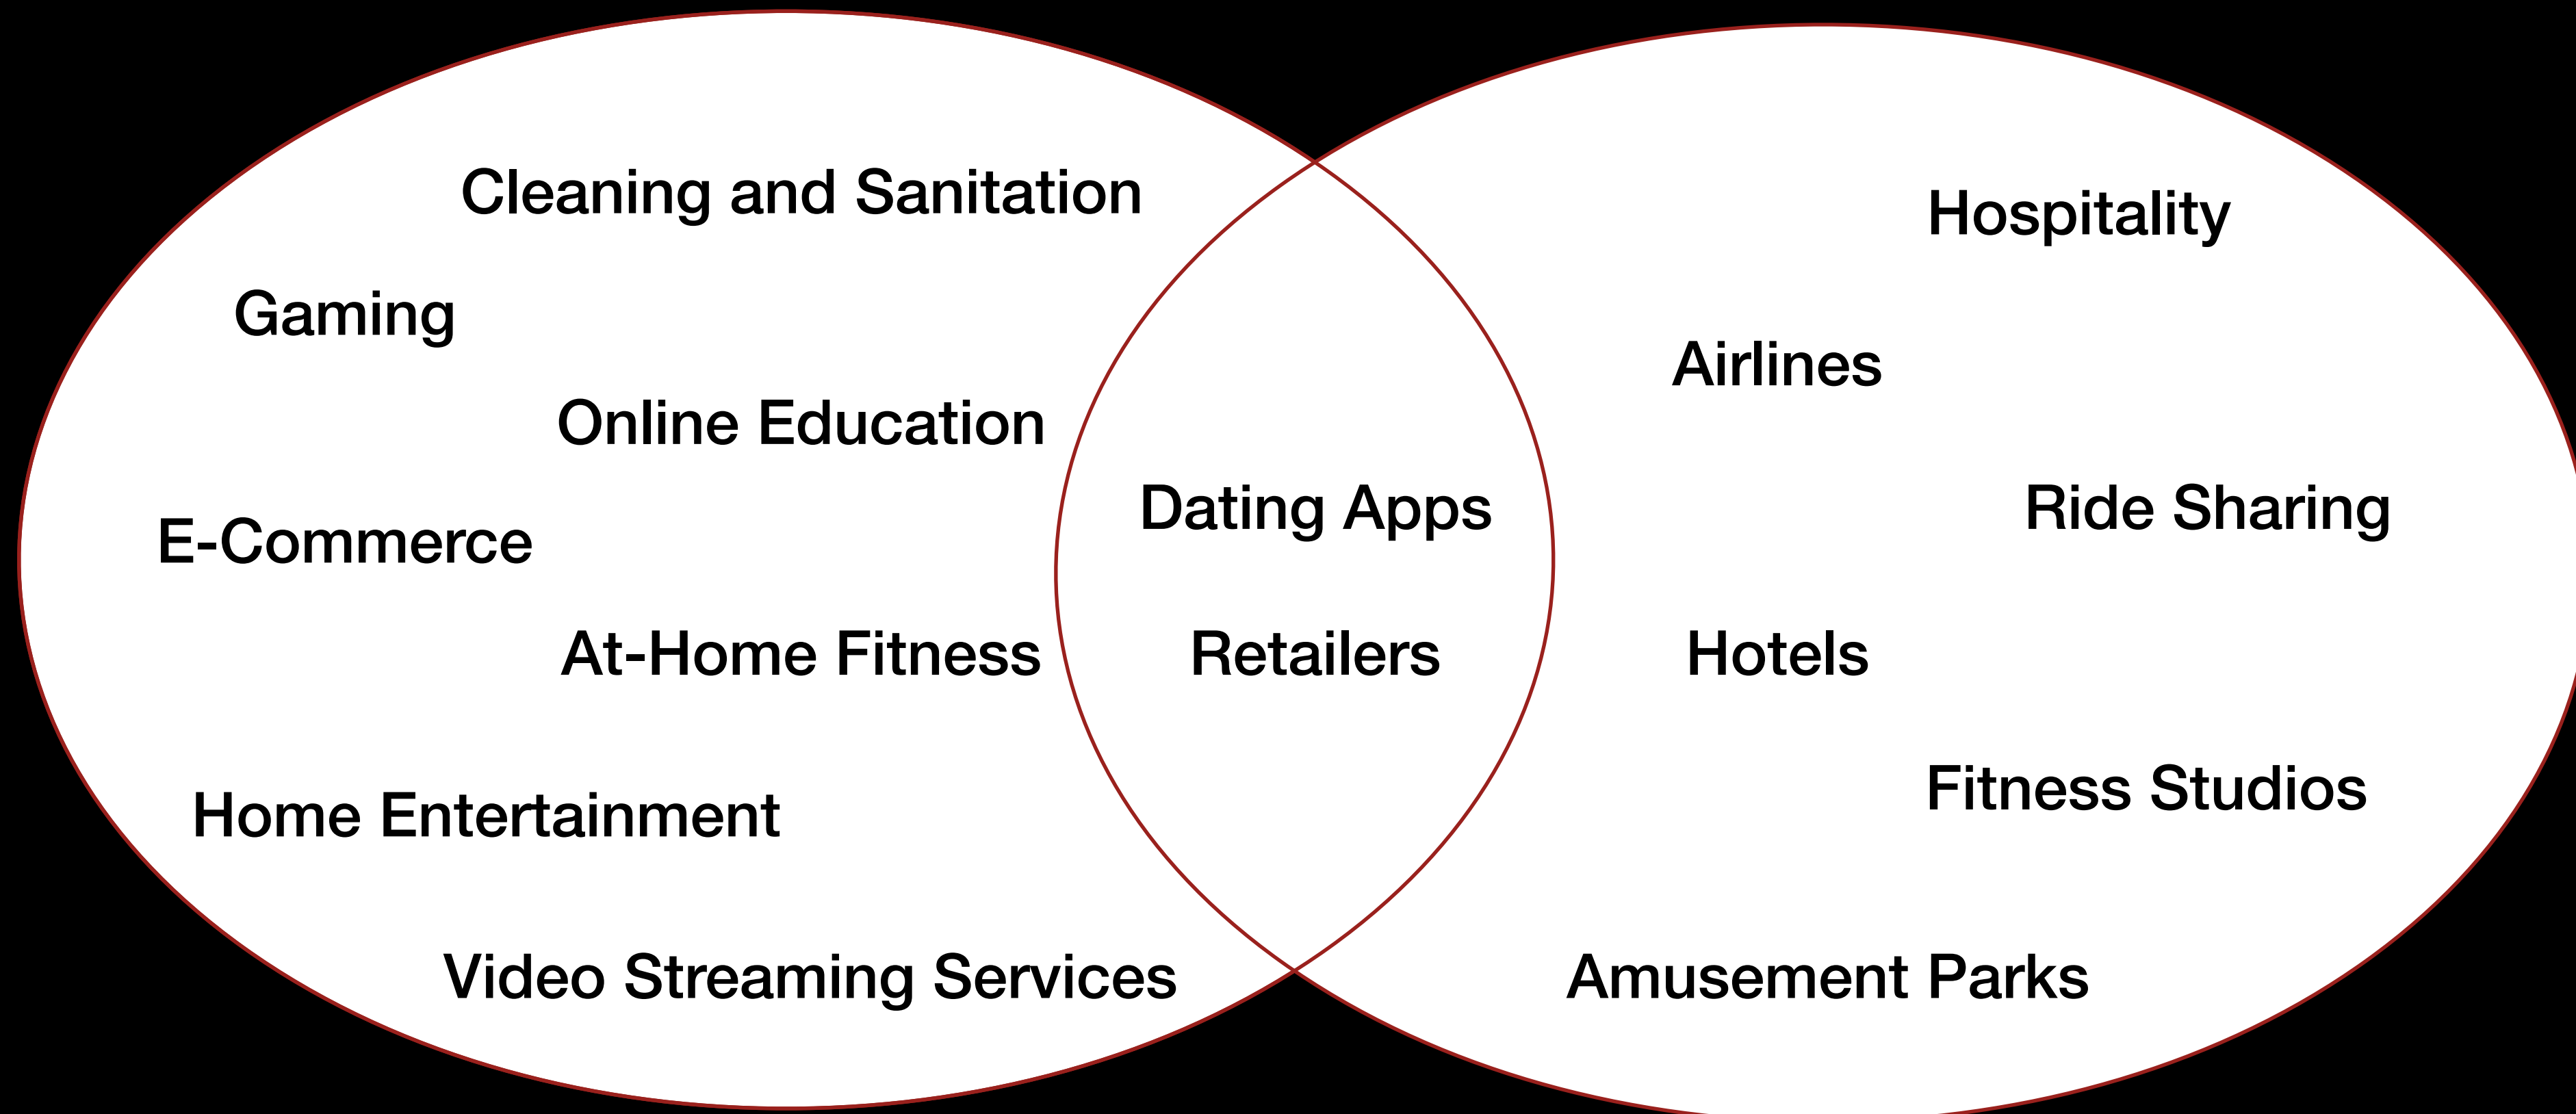 Cleaning and Sanitation
Gaming
Online Education
E-Commerce
At-Home Fitness
Home Entertainment
Video Streaming Services
Dating Apps
Retailers
Hospitality
Airlines
Ride Sharing
Hotels
Fitness Studios
Amusement Parks